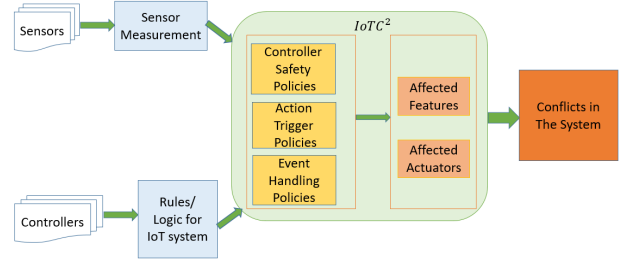 Sensors
Sensor
Measurement
IoTC²
Controller
Safety
Policies
Action
Trigger
Policies
Event
Handling
Policies
Affected
Features
Affected
Actuators
Conflicts in
The System
Controllers
Rules/
Logic for
IoT system